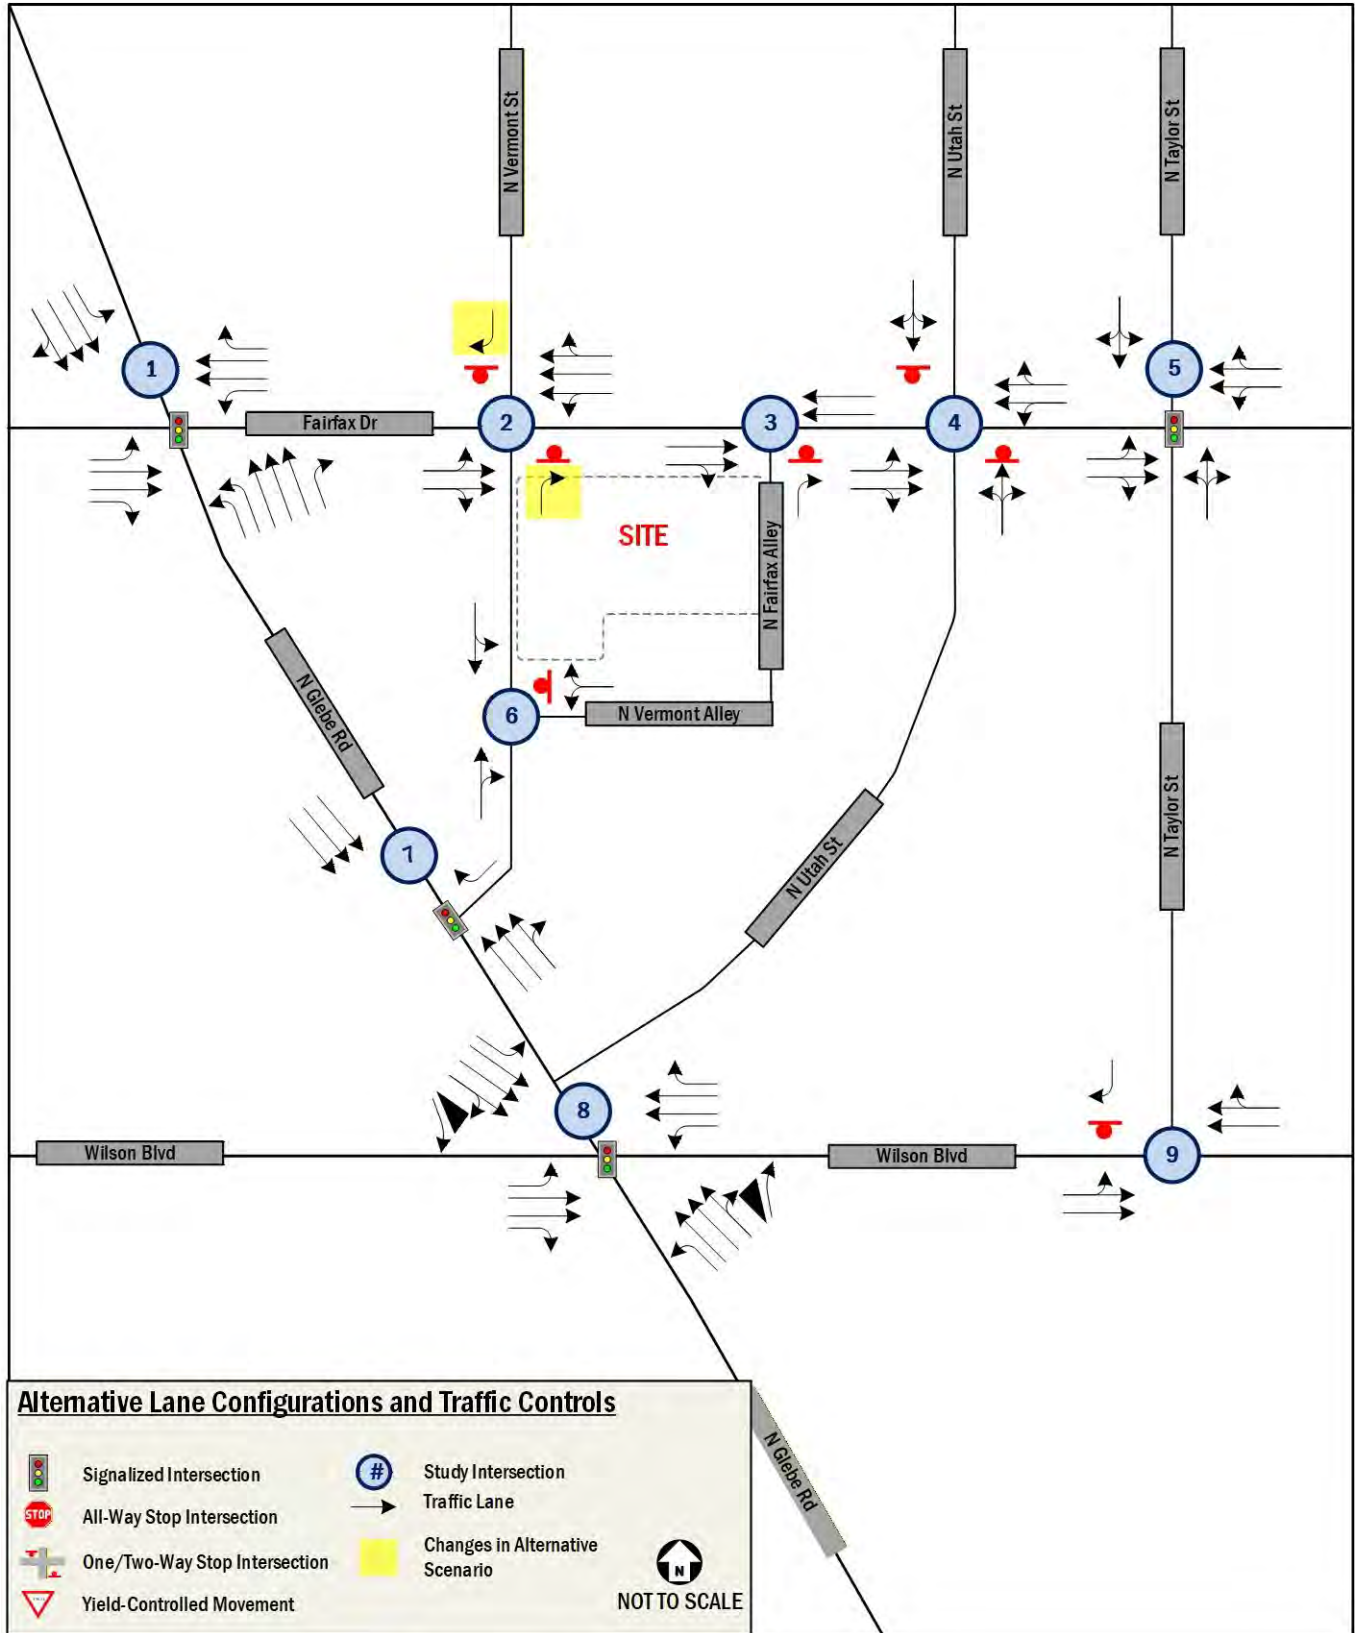 N Vermont St
N Utah St
N Taylor St
1
2
3
4
5
Fairfax Dr
SITE
N Fairfax Alley
N Glebe Rd
6
N Vermont Alley
7
N Utah St
N Taylor St
8
Wilson Blvd
Wilson Blvd
9
N Glebe Rd
Alternative Lane Configurations and Traffic Controls
Signalized Intersection
# Study Intersection
Traffic Lane
STOP All-Way Stop Intersection
Changes in Alternative
Scenario
One/Two-Way Stop Intersection
Yield-Controlled Movement
N
NOT TO SCALE